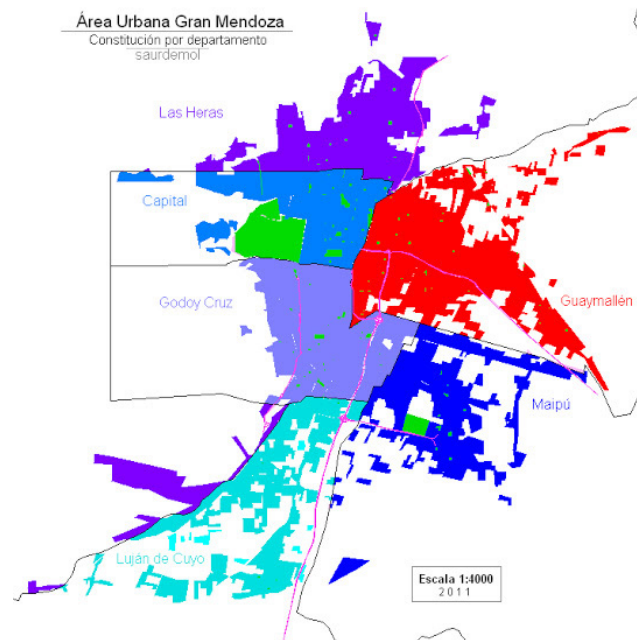 Área Urbana Gran Mendoza
Constitución por departamento
saurdemol
Las Heras
Capital
Godoy Cruz
Guaymallén
Maipú
Luján de Cuyo
Escala 1:4000
2011